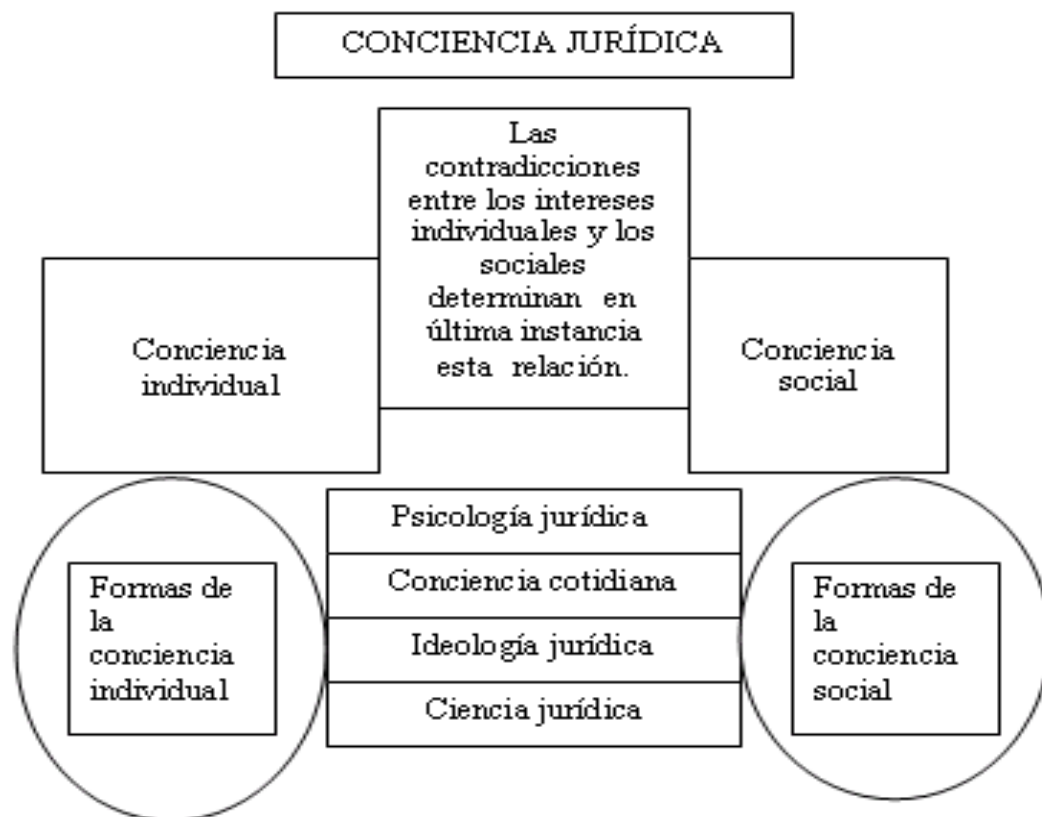 CONCIENCIA JURÍDICA
Las
contradicciones
entre los intereses
individuales y los
sociales
determinan en
última instancia
esta relación.
Conciencia
individual
Conciencia
social
Psicología jurídica
Conciencia cotidiana
Ideología jurídica
Ciencia jurídica
Formas de
la
conciencia
individual
Formas de
la
conciencia
social